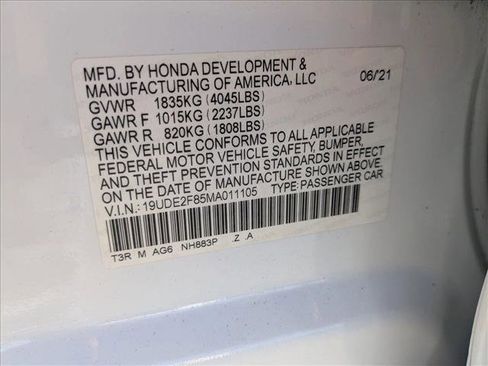 MFD. BY HONDA DEVELOPMENT &
MANUFACTURING OF AMERICA, LLC 06/'21
GVWR 1835KG (4045LBS)
GAWR F 1015KG (2237LBS)
GAWR R 820KG (1808LBS)
THIS VEHICLE CONFORMS TO ALL APPLICABLE
FEDERAL MOTOR VEHICLE SAFETY, BUMPER,
AND THEFT PREVENTION STANDARDS IN EFFECT
ON THE DATE OF MANUFACTURE SHOWN ABOVE.
V.I.N.:19UDE2F85MA011105 TYPE:PASSENGER CAR
T3R M AG6 NH883P .Z .A